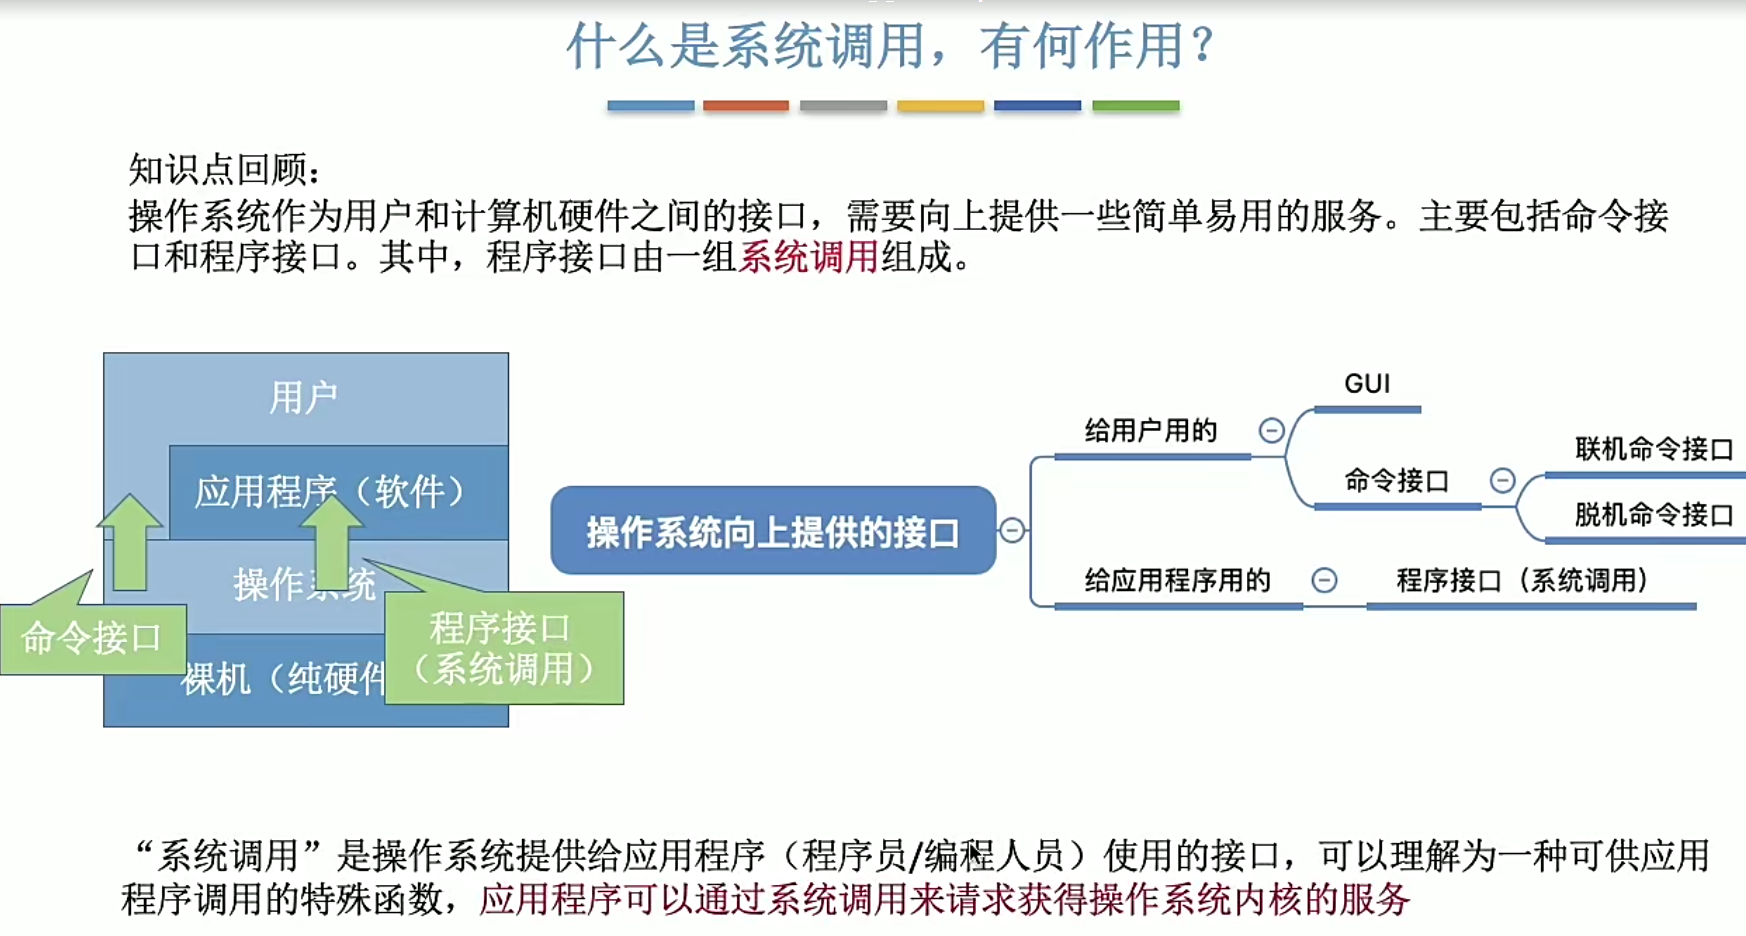 什么是系统调用，有何作用？
知识点回顾：
操作系统作为用户和计算机硬件之间的接口，需要向上提供一些简单易用的服务。主要包括命令接
口和程序接口。其中，程序接口由一组系统调用组成。
用户
应用程序（软件）
操作系统
裸机（纯硬件
命令接口
程序接口
（系统调用）
操作系统向上提供的接口
给用户用的
GUI
命令接口
联机命令接口
脱机命令接口
给应用程序用的
程序接口（系统调用）
“系统调用”是操作系统提供给应用程序（程序员/编程人员）使用的接口，可以理解为一种可供应用
程序调用的特殊函数，应用程序可以通过系统调用来请求获得操作系统内核的服务